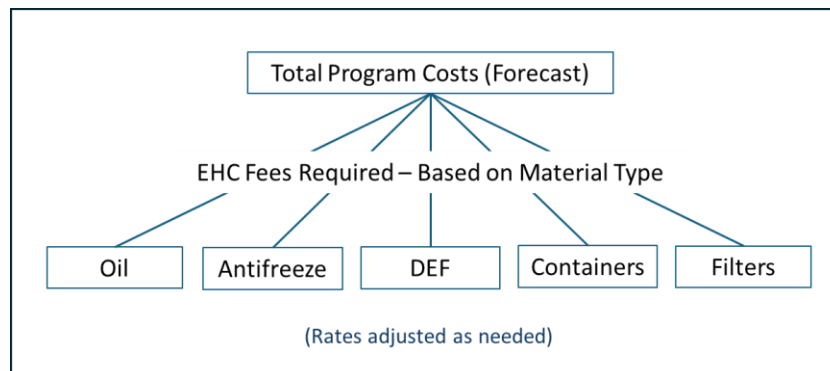 Total Program Costs (Forecast)
EHC Fees Required – Based on Material Type
Oil
Antifreeze
DEF
Containers
Filters
(Rates adjusted as needed)